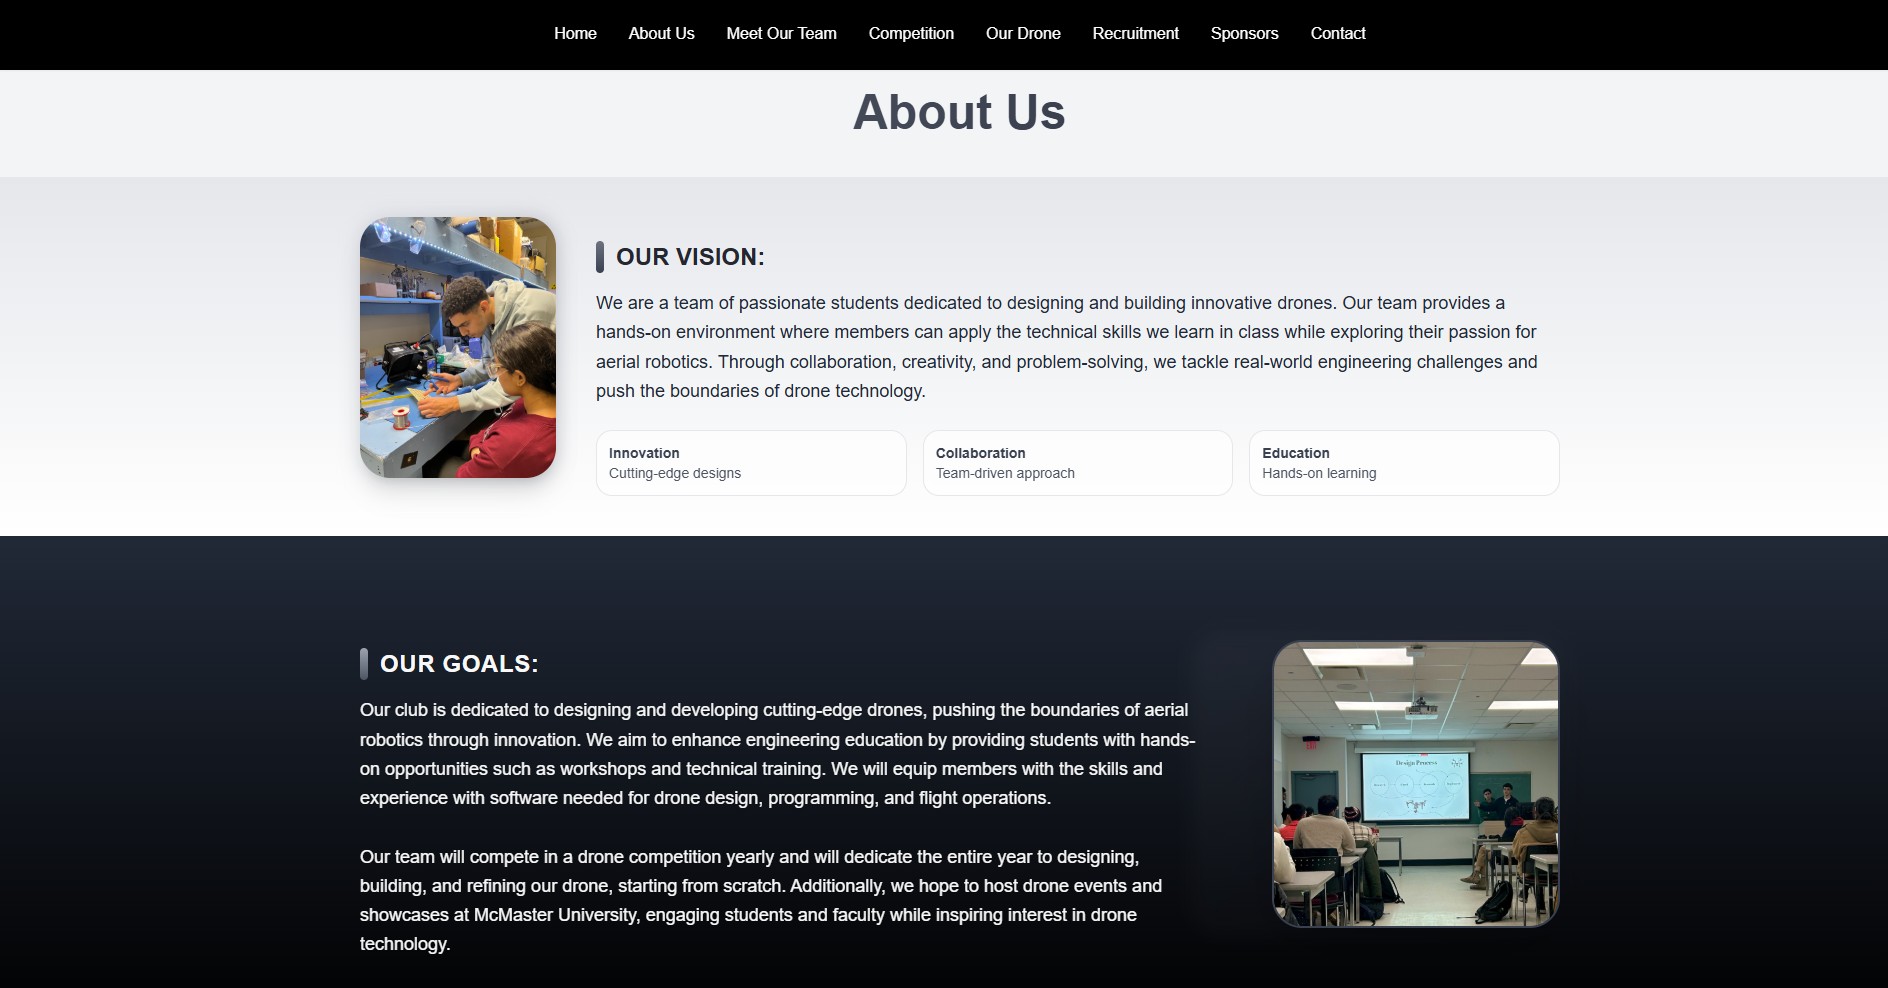 Home About Us Meet Our Team Competition Our Drone Recruitment Sponsors Contact
About Us
OUR VISION:
We are a team of passionate students dedicated to designing and building innovative drones. Our team provides a
hands-on environment where members can apply the technical skills we learn in class while exploring their passion for
aerial robotics. Through collaboration, creativity, and problem-solving, we tackle real-world engineering challenges and
push the boundaries of drone technology.
Innovation
Cutting-edge designs
Collaboration
Team-driven approach
Education
Hands-on learning
OUR GOALS:
Our club is dedicated to designing and developing cutting-edge drones, pushing the boundaries of aerial
robotics through innovation. We aim to enhance engineering education by providing students with hands-
on opportunities such as workshops and technical training. We will equip members with the skills and
experience with software needed for drone design, programming, and flight operations.
Our team will compete in a drone competition yearly and will dedicate the entire year to designing,
building, and refining our drone, starting from scratch. Additionally, we hope to host drone events and
showcases at McMaster University, engaging students and faculty while inspiring interest in drone
technology.
Design Process